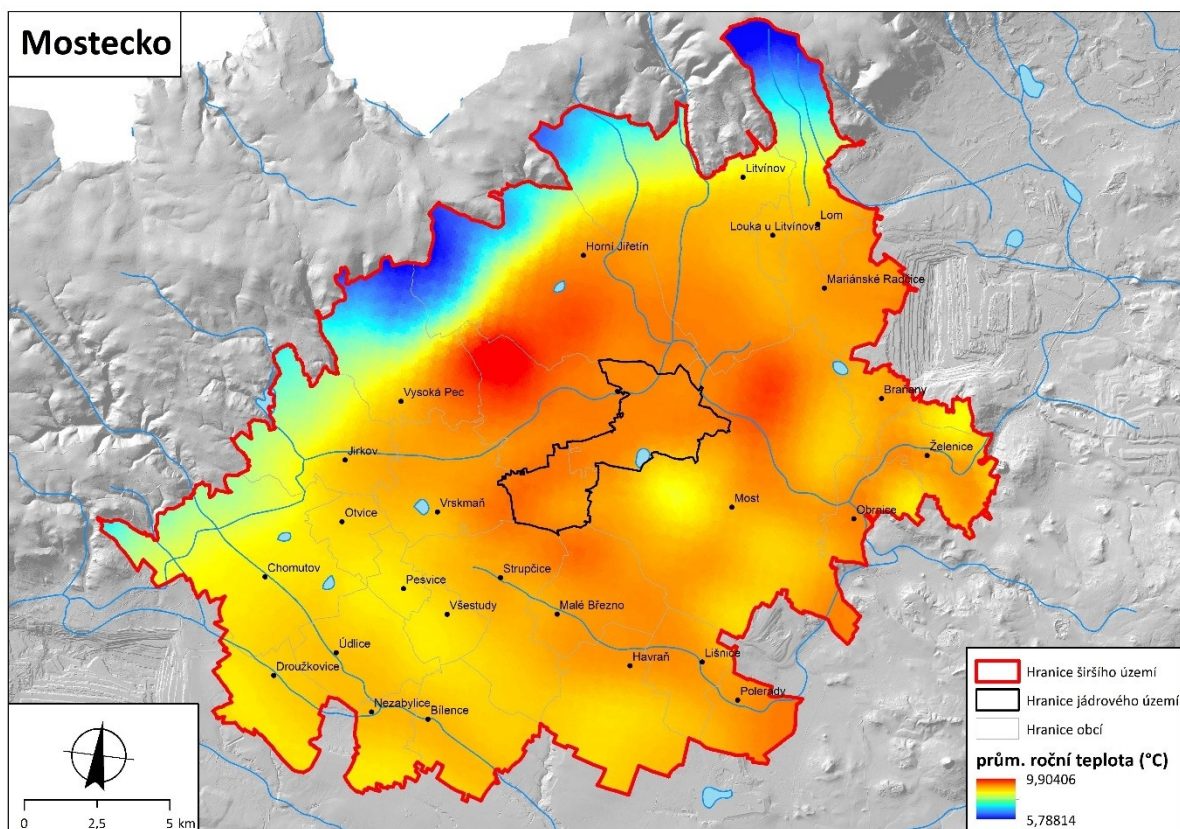 Mostecko
Litvínov
Lom
Louka u Litvínova
Horní Jiřetín
Mariánské Radčice
Vysoká Pec
Braňany
Želenice
Jirkov
Vrskmaň
Most
Otvice
Obrnice
Chomutov
Strupčice
Pesvice
Všestudy
Malé Březno
Údlice
Havraň
Lišnice
Droužkovice
Polerady
Nezabylice
Bílence
0
2,5
5 km
Hranice širšího území
Hranice jádrového území
Hranice obcí
prům. roční teplota (°C)
9,90406
5,78814